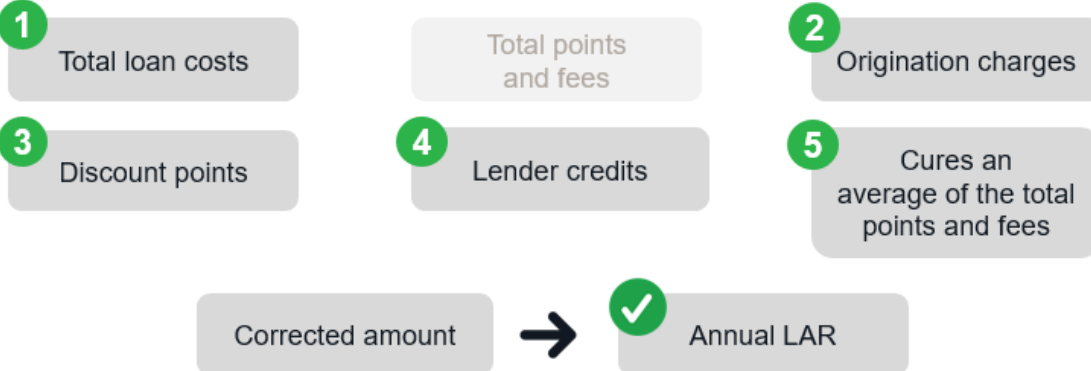 1
Total loan costs
Total points
and fees
2
Origination charges
3
Discount points
4
Lender credits
5
Cures an
average of the total
points and fees
Corrected amount
Annual LAR